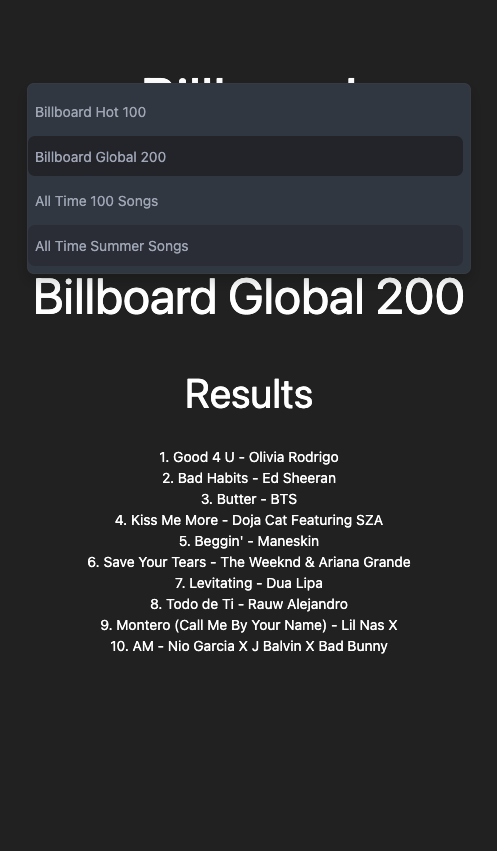 Billboard Hot 100
Billboard Global 200
All Time 100 Songs
All Time Summer Songs
Billboard Global 200
Results
1. Good 4 U - Olivia Rodrigo
2. Bad Habits - Ed Sheeran
3. Butter - BTS
4. Kiss Me More - Doja Cat Featuring SZA
5. Beggin' - Maneskin
6. Save Your Tears - The Weeknd & Ariana Grande
7. Levitating - Dua Lipa
8. Todo de Ti - Rauw Alejandro
9. Montero (Call Me By Your Name) - Lil Nas X
10. AM - Nio Garcia X J Balvin X Bad Bunny